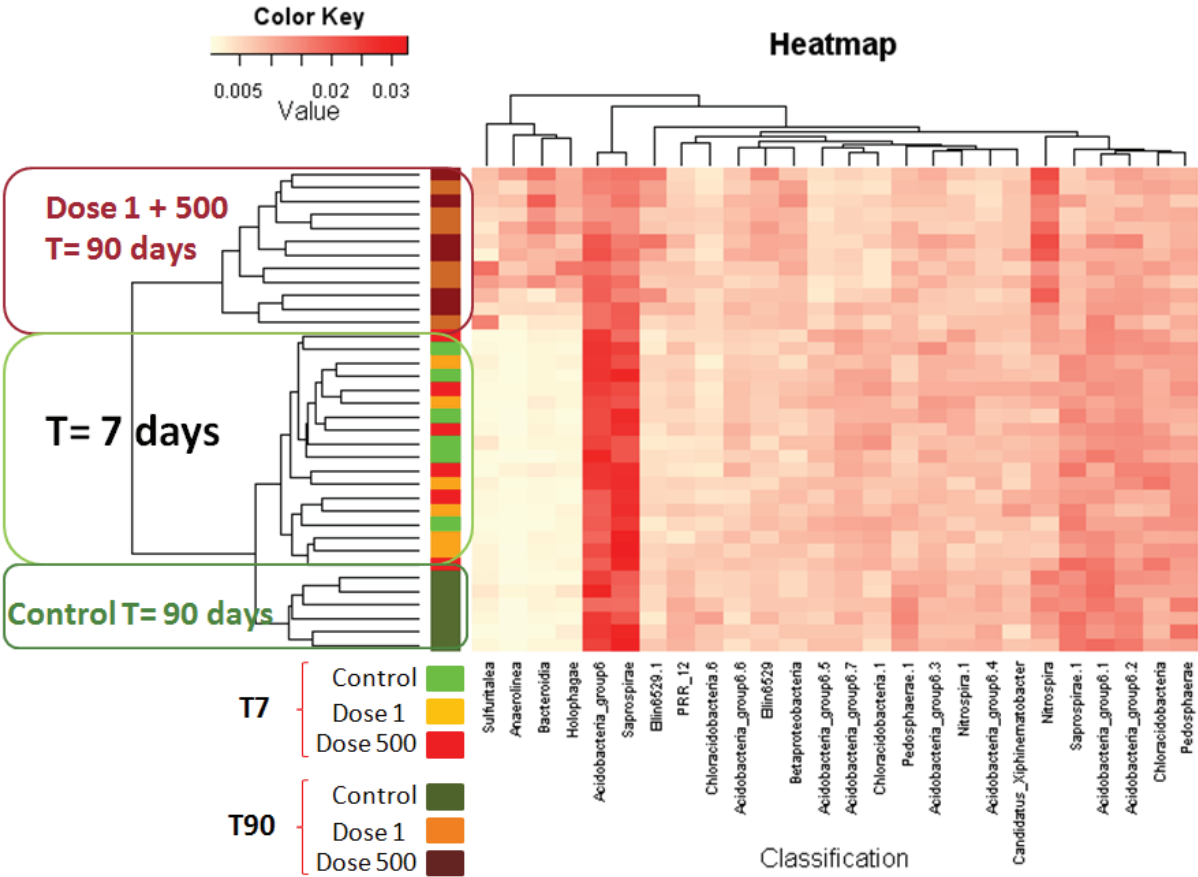 Color Key
0.005 0.02 0.03
Value
Heatmap
Dose 1 + 500
T= 90 days
T= 7 days
Control T= 90 days
Sulfuritalea
Anaerolinea
Bacteroidia
Holophagae
Acidobacteria_group6
Saprospirae
Ellin6529.1
PRR_12
Chloracidobacteria.6
Acidobacteria_group6.6
Ellin6529
Betaproteobacteria
Acidobacteria_group6.5
Acidobacteria_group6.7
Chloracidobacteria.1
Pedosphaerae.1
Acidobacteria_group6.3
Nitrospira.1
Acidobacteria_group6.4
Candidatus_Xiphinematobacter
Nitrospira
Saprospirae.1
Acidobacteria_group6.1
Acidobacteria_group6.2
Chloracidobacteria
Pedosphaerae
Classification
T7
Control
Dose 1
Dose 500
T90
Control
Dose 1
Dose 500